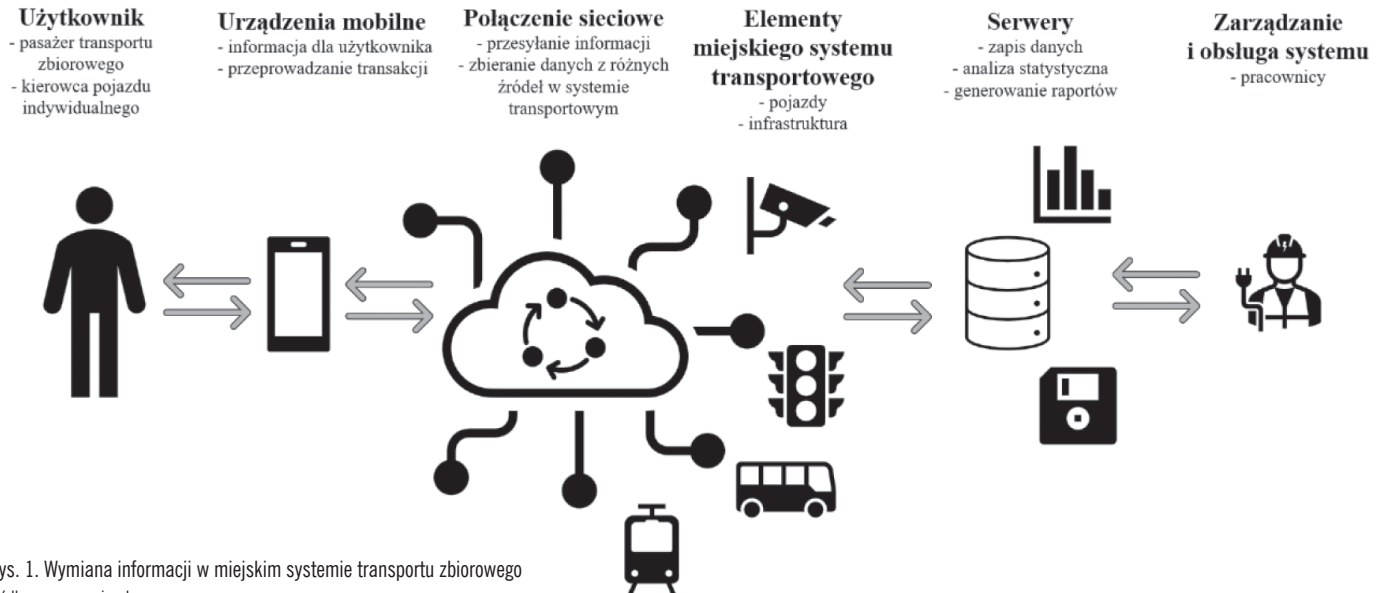 Użytkownik
- pasażer transportu
zbiorowego
- kierowca pojazdu
indywidualnego
Urządzenia mobilne
- informacja dla użytkownika
- przeprowadzanie transakcji
Połączenie sieciowe
- przesyłanie informacji
- zbieranie danych z różnych
źródeł w systemie
transportowym
Elementy
miejskiego systemu
transportowego
- pojazdy
- infrastruktura
Serwery
- zapis danych
- analiza statystyczna
- generowanie raportów
Zarządzanie
i obsługa systemu
- pracownicy
ys. 1. Wymiana informacji w miejskim systemie transportu zbiorowego